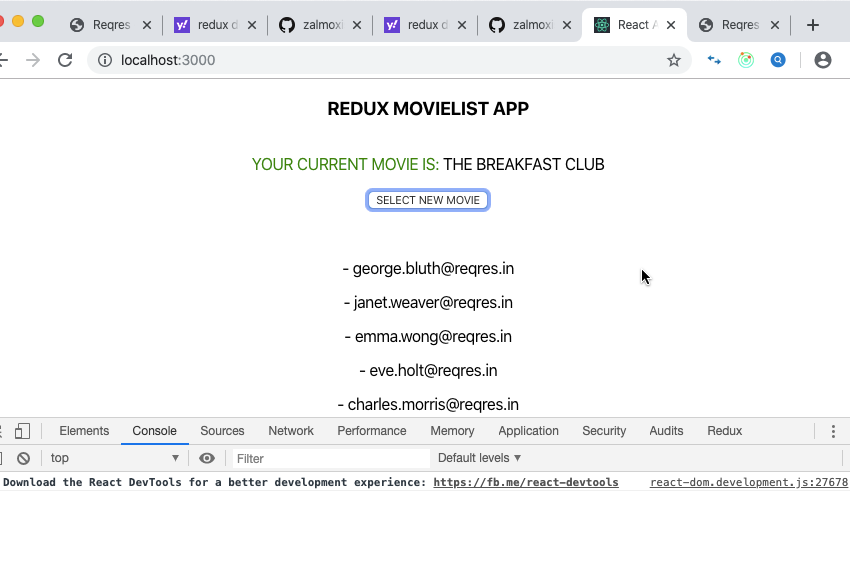 Reqres
redux d
zalmoxi
redux d
zalmoxi
React A
Reqres
localhost:3000
REDUX MOVIELIST APP
YOUR CURRENT MOVIE IS: THE BREAKFAST CLUB
SELECT NEW MOVIE
- george.bluth@reqres.in
- janet.weaver@reqres.in
- emma.wong@reqres.in
- eve.holt@reqres.in
- charles.morris@reqres.in
Elements Console Sources Network Performance Memory Application Security Audits Redux
top Filter Default levels
Download the React DevTools for a better development experience: https://fb.me/react-devtools react-dom.development.js:27678